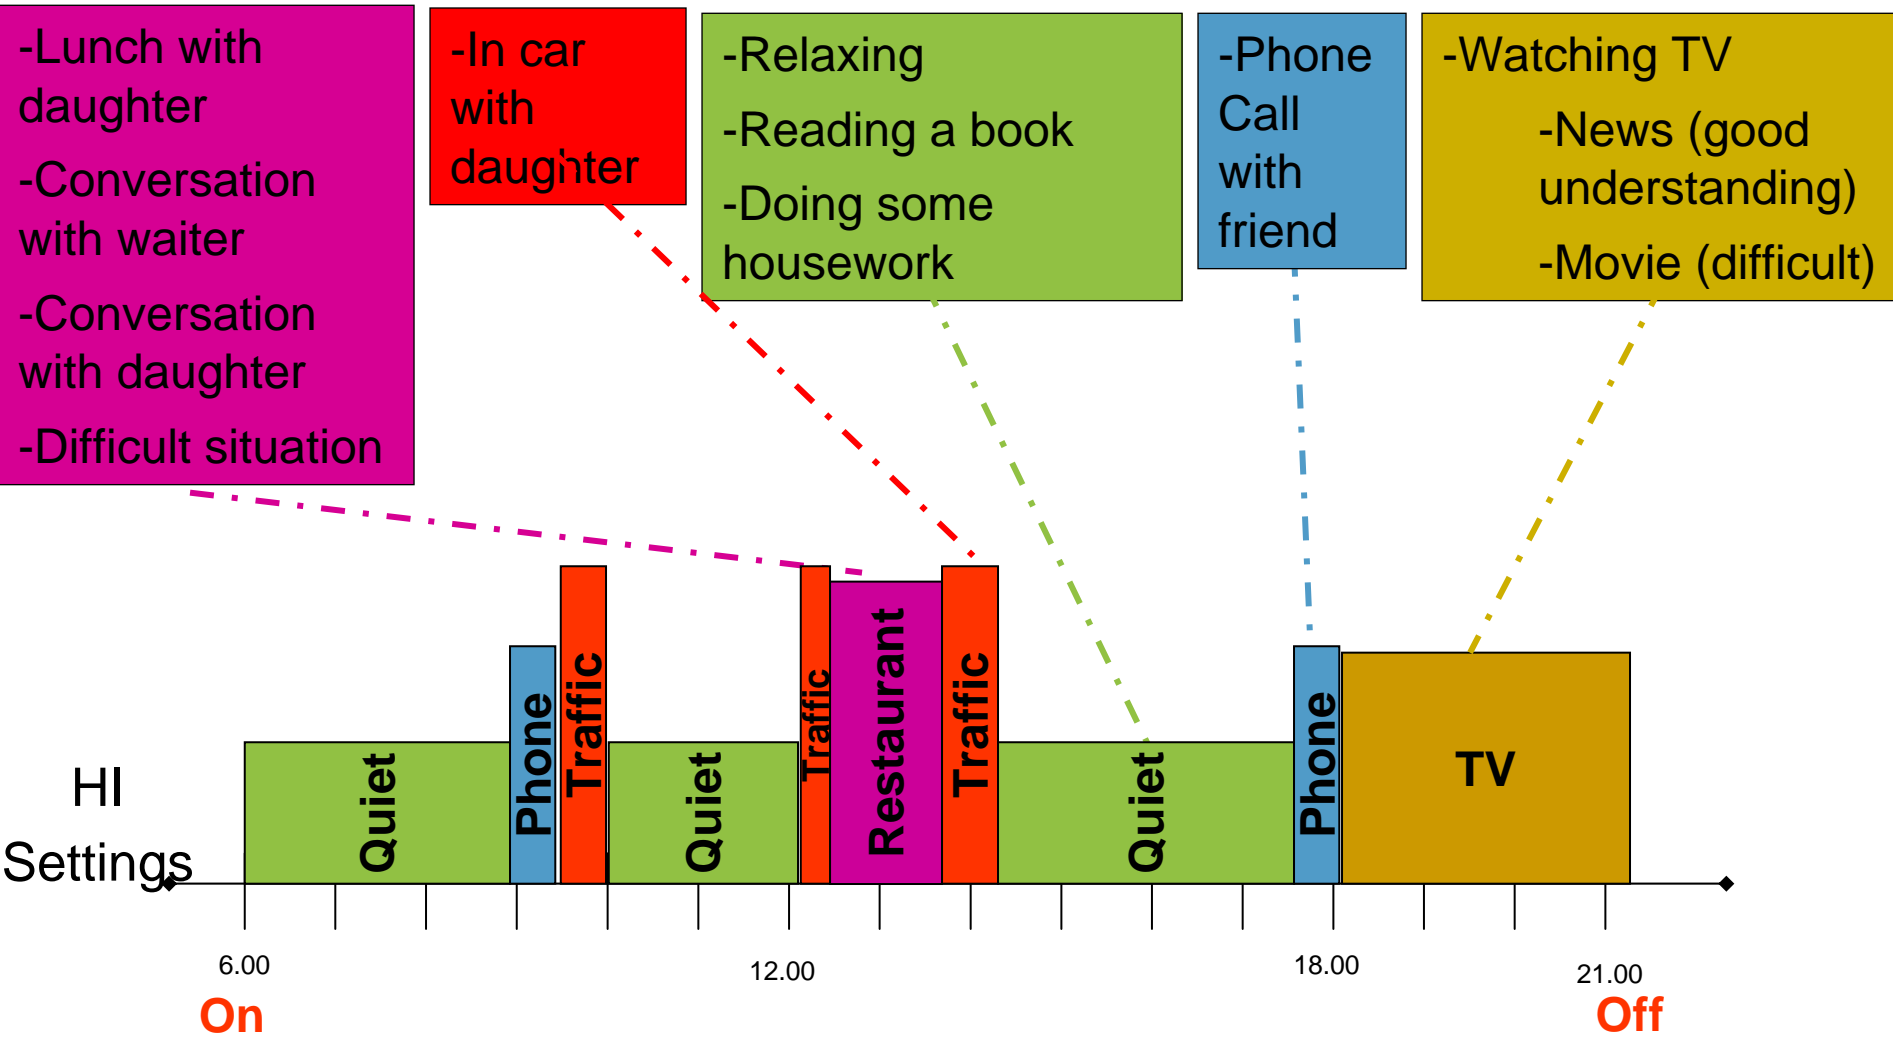 -Lunch with
daughter
-Conversation
with waiter
-Conversation
with daughter
-Difficult situation
-In car
with
daughter
-Relaxing
-Reading a book
-Doing some
housework
-Phone
Call
with
friend
-Watching TV
-News (good
understanding)
-Movie (difficult)
HI
Settings
Quiet
Phone
Traffic
Quiet
Traffic
Restaurant
Traffic
Quiet
Phone
TV
6.00
12.00
18.00
21.00
On
Off